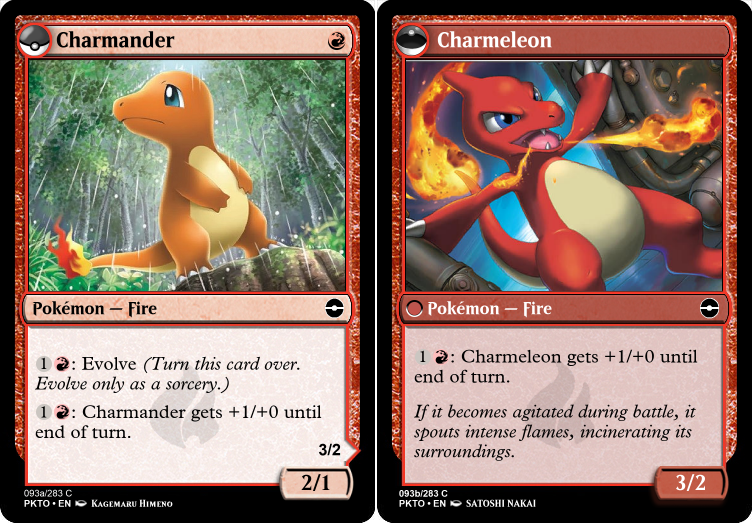 Charmander
Pokémon — Fire
1 : Evolve (Turn this card over.
Evolve only as a sorcery.)
1 : Charmander gets +1/+0 until
end of turn.
3/2
2/1
093a/283 C
PKTO • EN Kagemaru Himeno
Charmeleon
Pokémon — Fire
1 : Charmeleon gets +1/+0 until
end of turn.
If it becomes agitated during battle, it
spouts intense flames, incinerating its
surroundings.
3/2
093b/283 C
PKTO • EN SATOSHI NAKAI